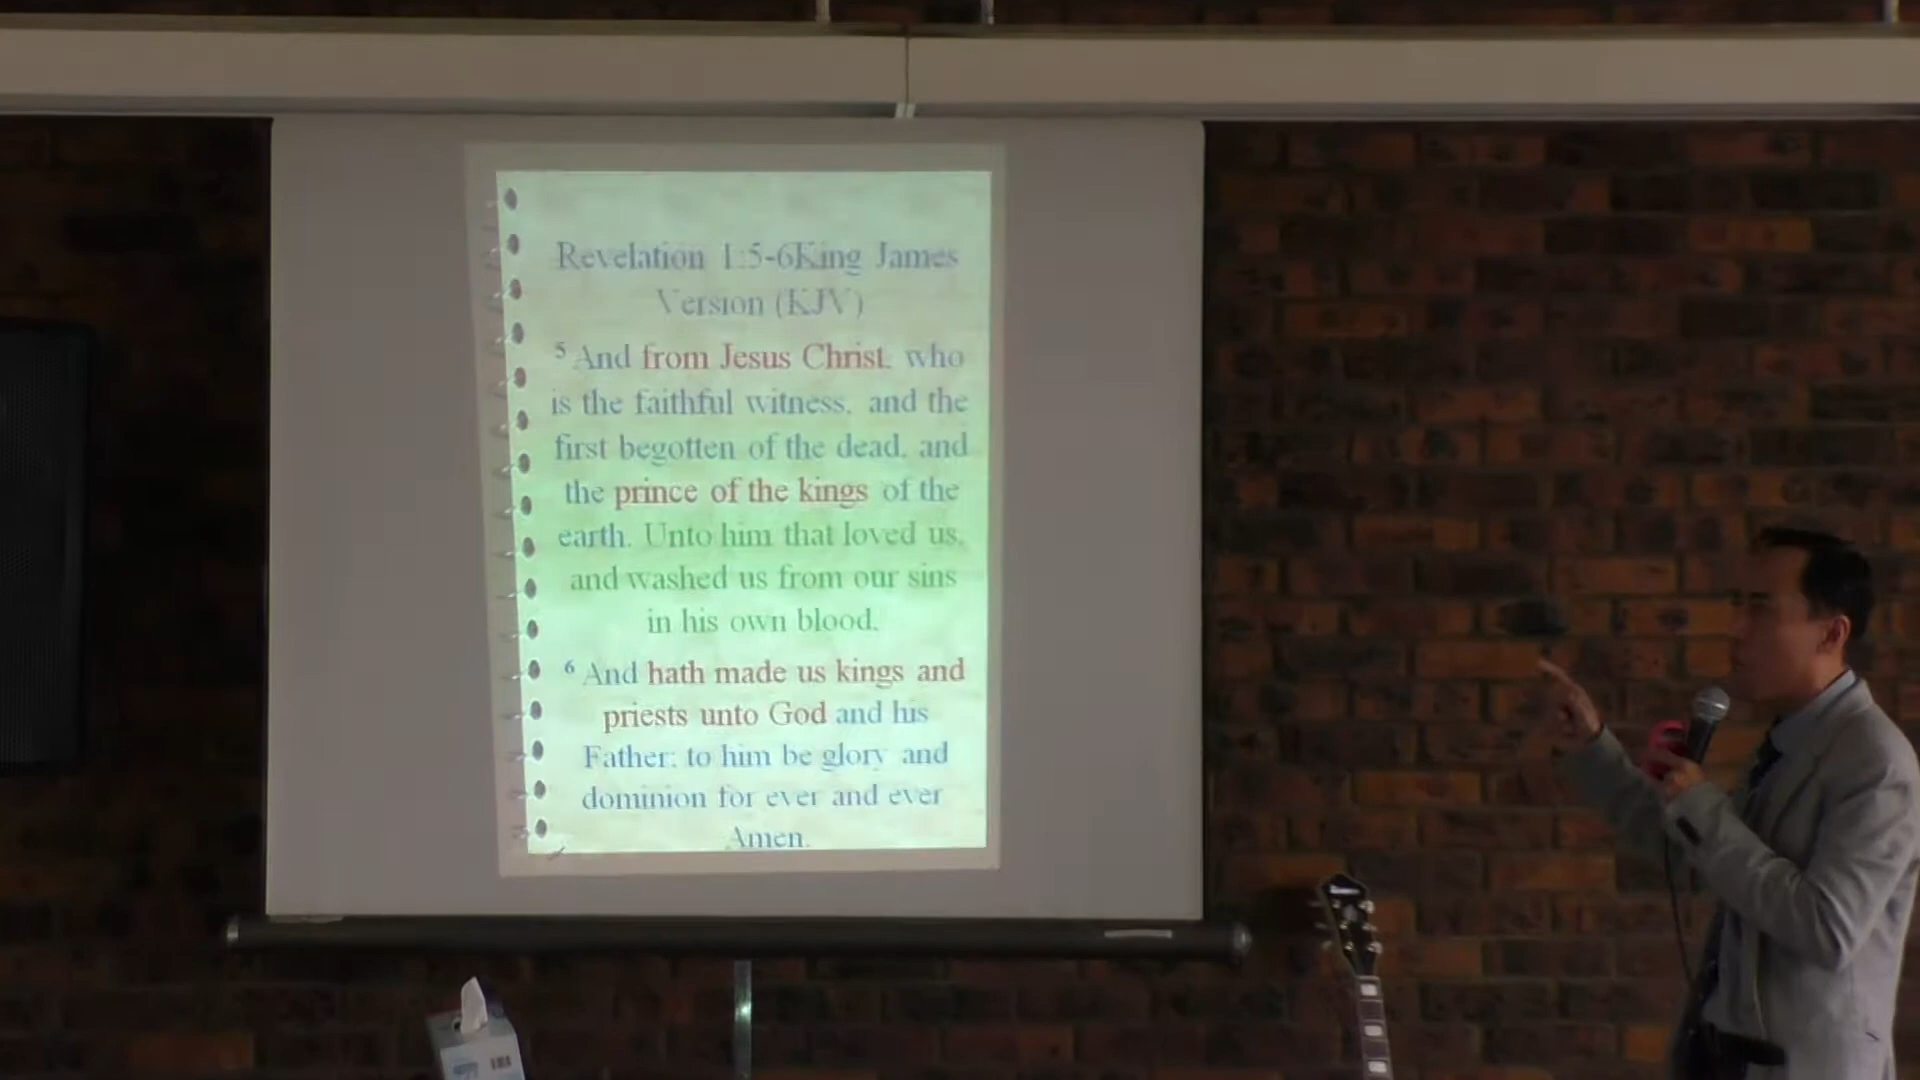 Revelation 1:5-6King James
Version (KJV)
5 And from Jesus Christ, who
is the faithful witness, and the
first begotten of the dead, and
the prince of the kings of the
earth. Unto him that loved us,
and washed us from our sins
in his own blood,
6 And hath made us kings and
priests unto God and his
Father; to him be glory and
dominion for ever and ever
Amen.